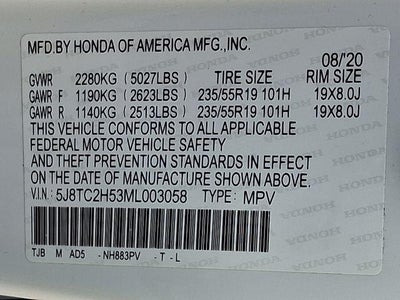 MFD.BY HONDA OF AMERICA MFG.,INC.
08/'20
GVWR 2280KG (5027LBS) TIRE SIZE RIM SIZE
GAWR F 1190KG (2623LBS) 235/55R19 101H 19X8.0J
GAWR R 1140KG (2513LBS) 235/55R19 101H 19X8.0J
THIS VEHICLE CONFORMS TO ALL APPLICABLE
FEDERAL MOTOR VEHICLE SAFETY
AND THEFT PREVENTION STANDARDS IN EFFECT
ON THE DATE OF MANUFACTURE SHOWN ABOVE.
V.I.N: 5J8TC2H53ML003058 TYPE: MPV
TJB M AD5 -NH883PV -T-L